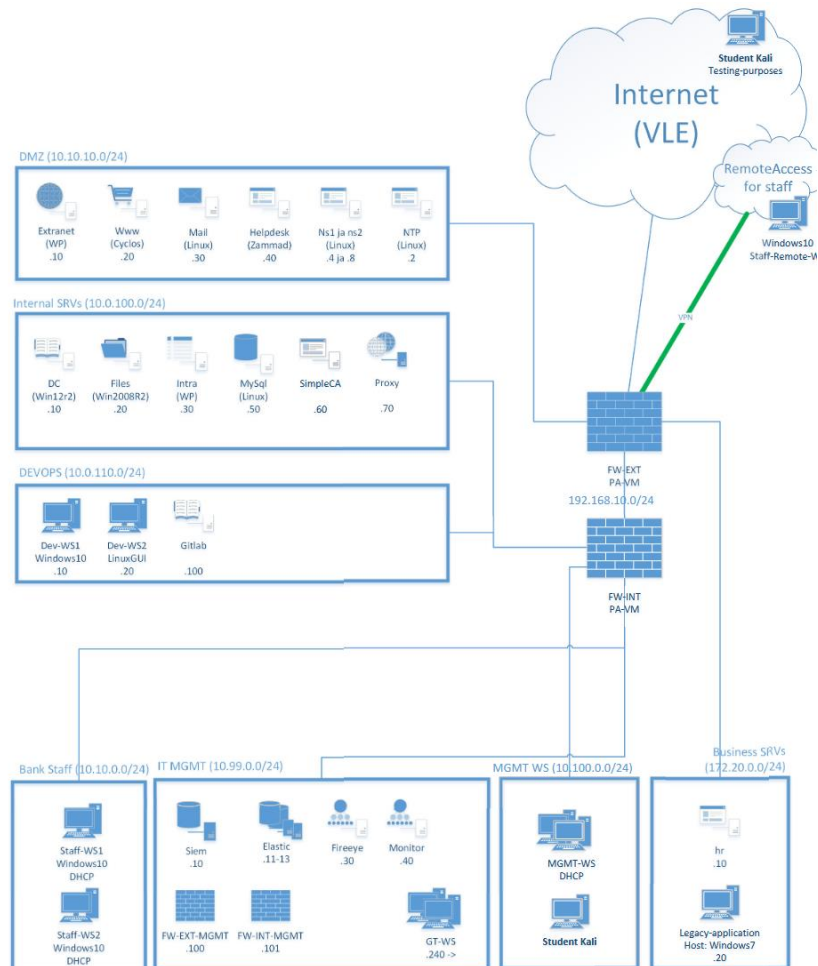 Student Kali
Testing-purposes
Internet
(VLE)
RemoteAccess
for staff
Windows10
Staff-Remote-W
VPN
DMZ (10.10.10.0/24)
Extranet
(WP)
.10
Www
(Cyclos)
.20
Mail
(Linux)
.30
Helpdesk
(Zammad)
.40
Ns1 ja ns2
(Linux)
.4 ja .8
NTP
(Linux)
.2
Internal SRVs (10.0.100.0/24)
DC
(Win12r2)
.10
Files
(Win2008R2)
.20
Intra
(WP)
.30
MySql
(Linux)
.50
SimpleCA
.60
Proxy
.70
FW-EXT
PA-VM
192.168.10.0/24
DEVOPS (10.0.110.0/24)
Dev-WS1
Windows10
.10
Dev-WS2
LinuxGUI
.20
Gitlab
.100
FW-INT
PA-VM
Bank Staff (10.10.0.0/24)
Staff-WS1
Windows10
DHCP
Staff-WS2
Windows10
DHCP
IT MGMT (10.99.0.0/24)
Siem
.10
Elastic
.11-13
Fireeye
.30
Monitor
.40
FW-EXT-MGMT
.100
FW-INT-MGMT
.101
GT-WS
.240 ->
MGMT WS (10.100.0.0/24)
MGMT-WS
DHCP
Student Kali
Business SRVs
(172.20.0.0/24)
hr
.10
Legacy-application
Host: Windows7
.20